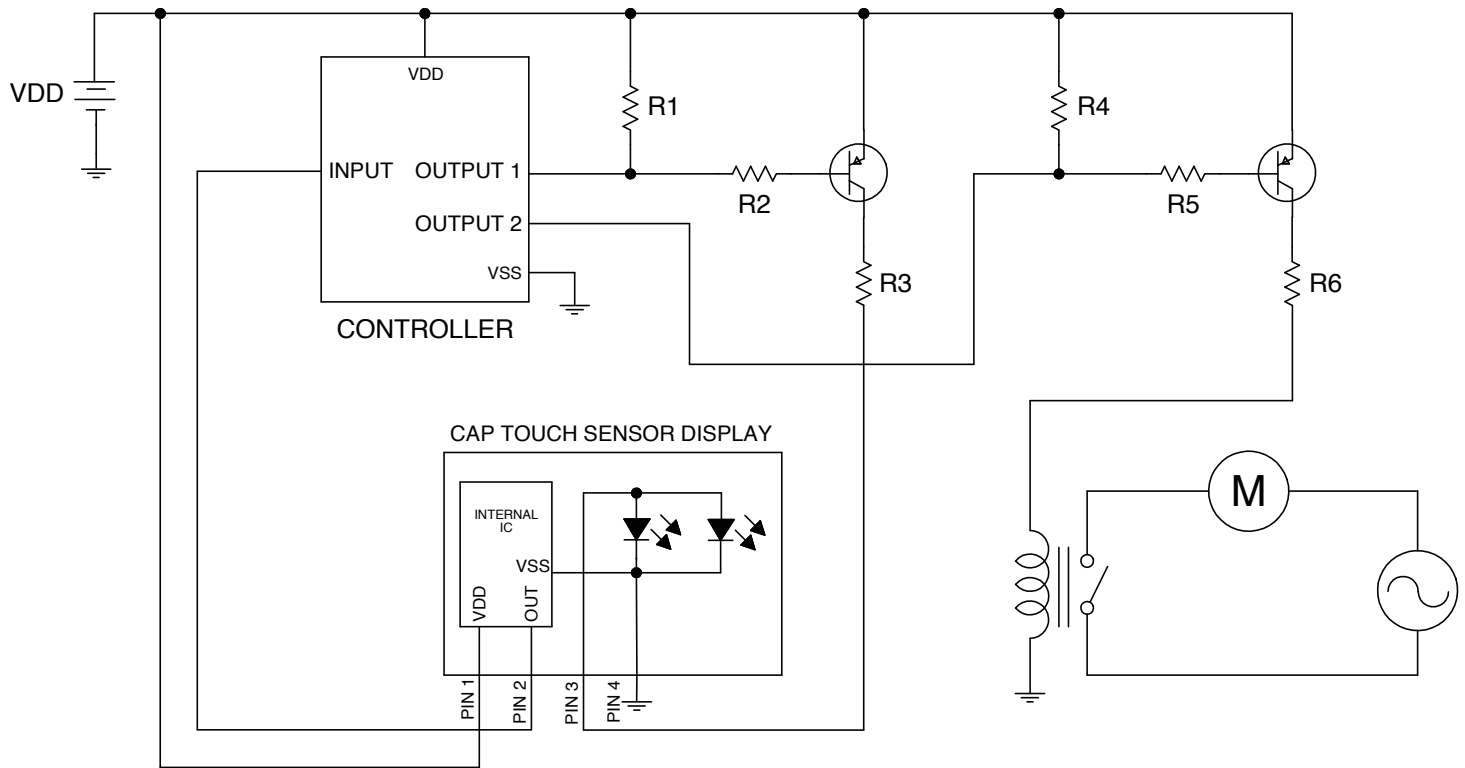 VDD
VDD
R1
R4
INPUT
OUTPUT 1
R2
R5
OUTPUT 2
VSS
R3
R6
CONTROLLER
CAP TOUCH SENSOR DISPLAY
INTERNAL
IC
VSS
VDD
OUT
M
PIN 1
PIN 2
PIN 3
PIN 4